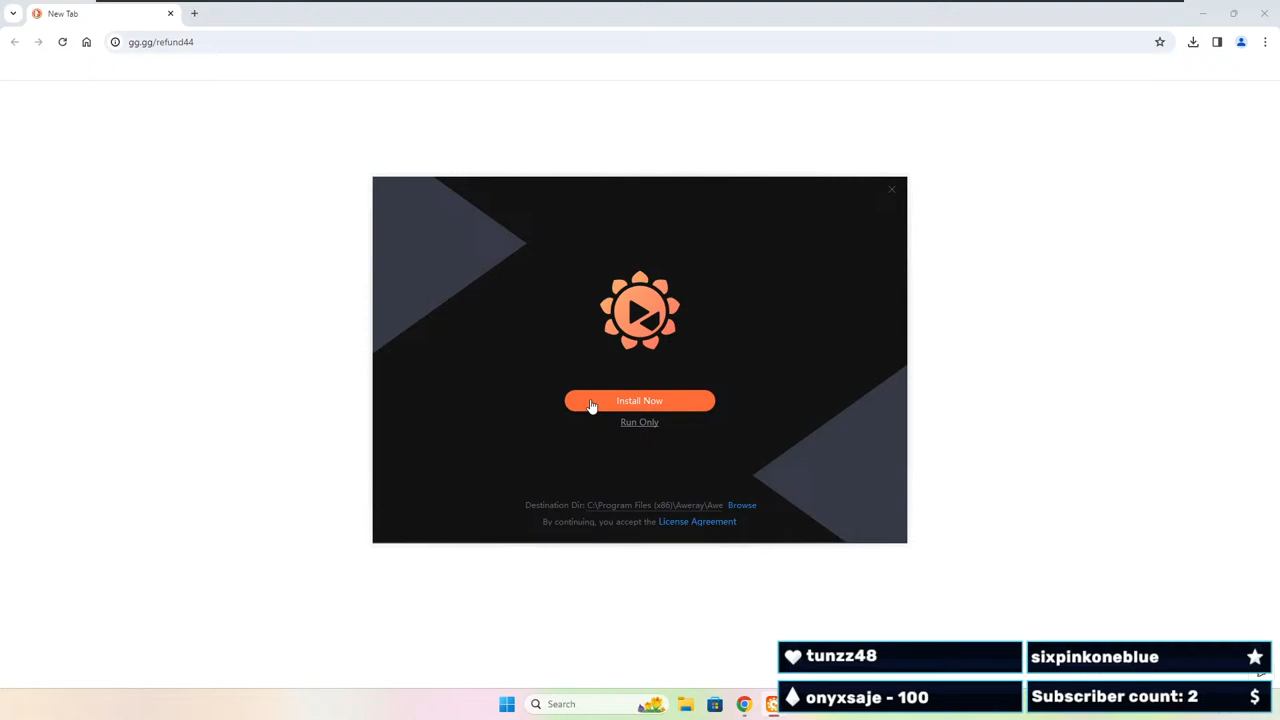 New Tab
gg.gg/refund44
Install Now
Run Only
Destination Dir: C:\Program Files (x86)\Aweray\Awe Browse
By continuing, you accept the License Agreement
tunzz48
sixpinkoneblue
onyxsaje - 100
Subscriber count: 2
$
Search